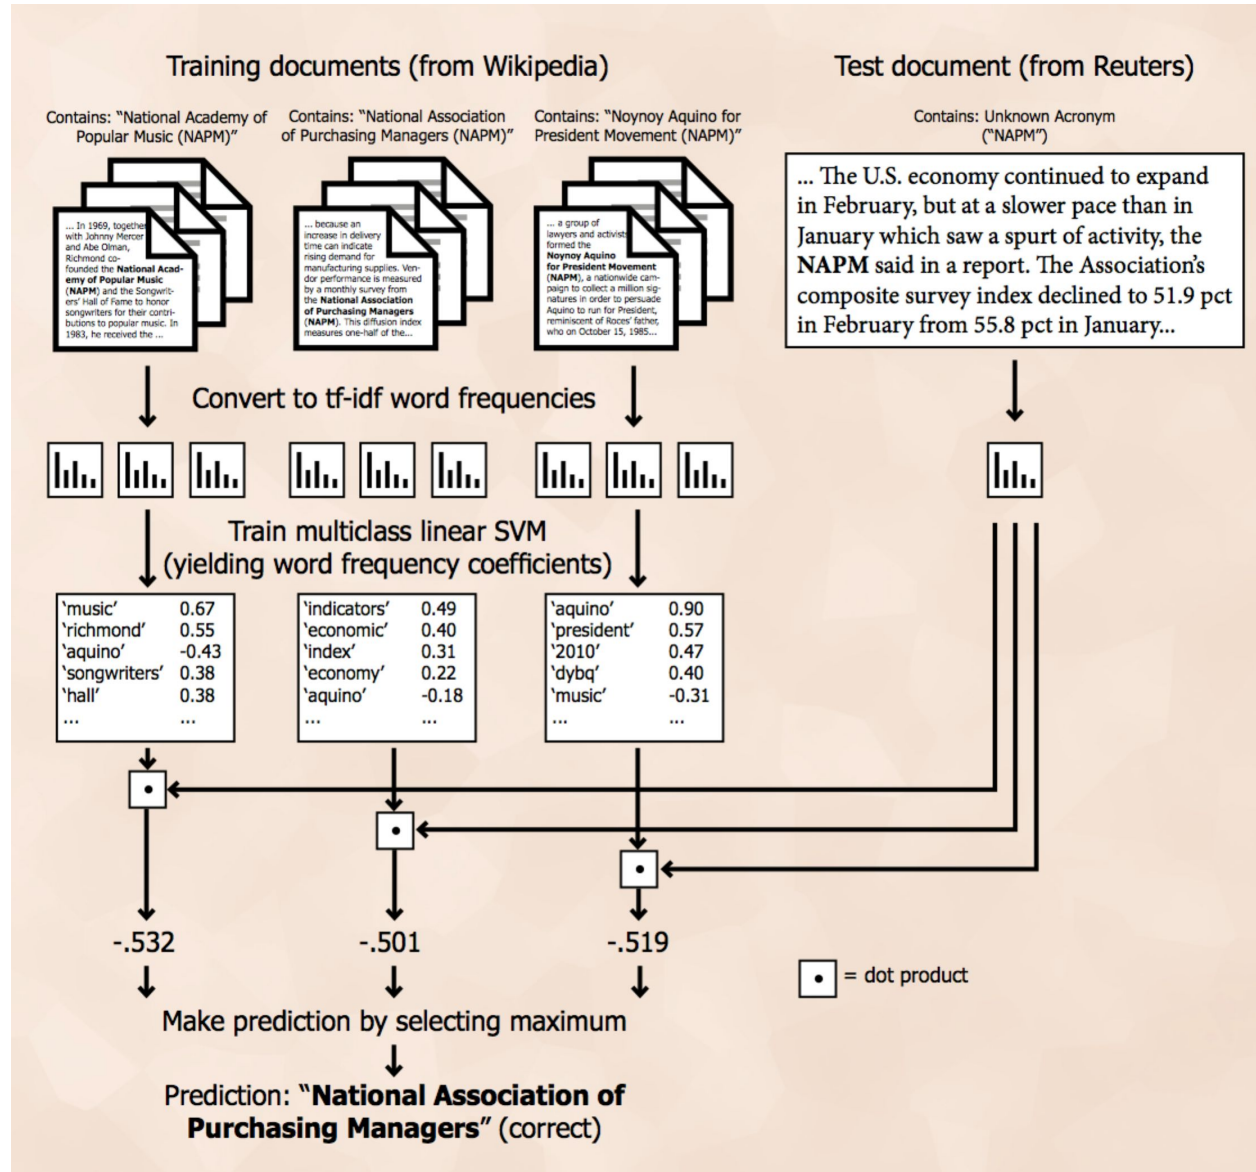 Training documents (from Wikipedia)
Test document (from Reuters)
Contains: “National Academy of
Popular Music (NAPM)”
Contains: “National Association
of Purchasing Managers (NAPM)”
Contains: “Noynoy Aquino for
President Movement (NAPM)”
Contains: Unknown Acronym
(“NAPM”)
... In 1969, together
with Johnny Mercer
and Abe Olman,
Richmond co-
founded the National Acad-
emy of Popular Music
(NAPM) and the Songwrit-
ers’ Hall of Fame to honor
songwriters for their contri-
butions to popular music. In
1983, he received the ...
... because an
increase in delivery
time can indicate
rising demand for
manufacturing supplies. Ven-
dor performance is measured
by a monthly survey from
the National Association
of Purchasing Managers
(NAPM). This diffusion index
measures one-half of the...
... a group of
lawyers and activists
formed the
Noynoy Aquino
for President Movement
(NAPM), a nationwide cam-
paign to collect a million sig-
natures in order to persuade
Aquino to run for President,
reminiscent of Roces’ father,
who on October 15, 1985...
... The U.S. economy continued to expand
in February, but at a slower pace than in
January which saw a spurt of activity, the
NAPM said in a report. The Association’s
composite survey index declined to 51.9 pct
in February from 55.8 pct in January...
Convert to tf-idf word frequencies
Train multiclass linear SVM
(yielding word frequency coefficients)
‘music’ 0.67
‘richmond’ 0.55
‘aquino’ -0.43
‘songwriters’ 0.38
‘hall’ 0.38
... ...
‘indicators’ 0.49
‘economic’ 0.40
‘index’ 0.31
‘economy’ 0.22
‘aquino’ -0.18
... ...
‘aquino’ 0.90
‘president’ 0.57
‘2010’ 0.47
‘dybq’ 0.40
‘music’ -0.31
... ...
-.532
-.501
-.519
= dot product
Make prediction by selecting maximum
Prediction: “National Association of
Purchasing Managers” (correct)